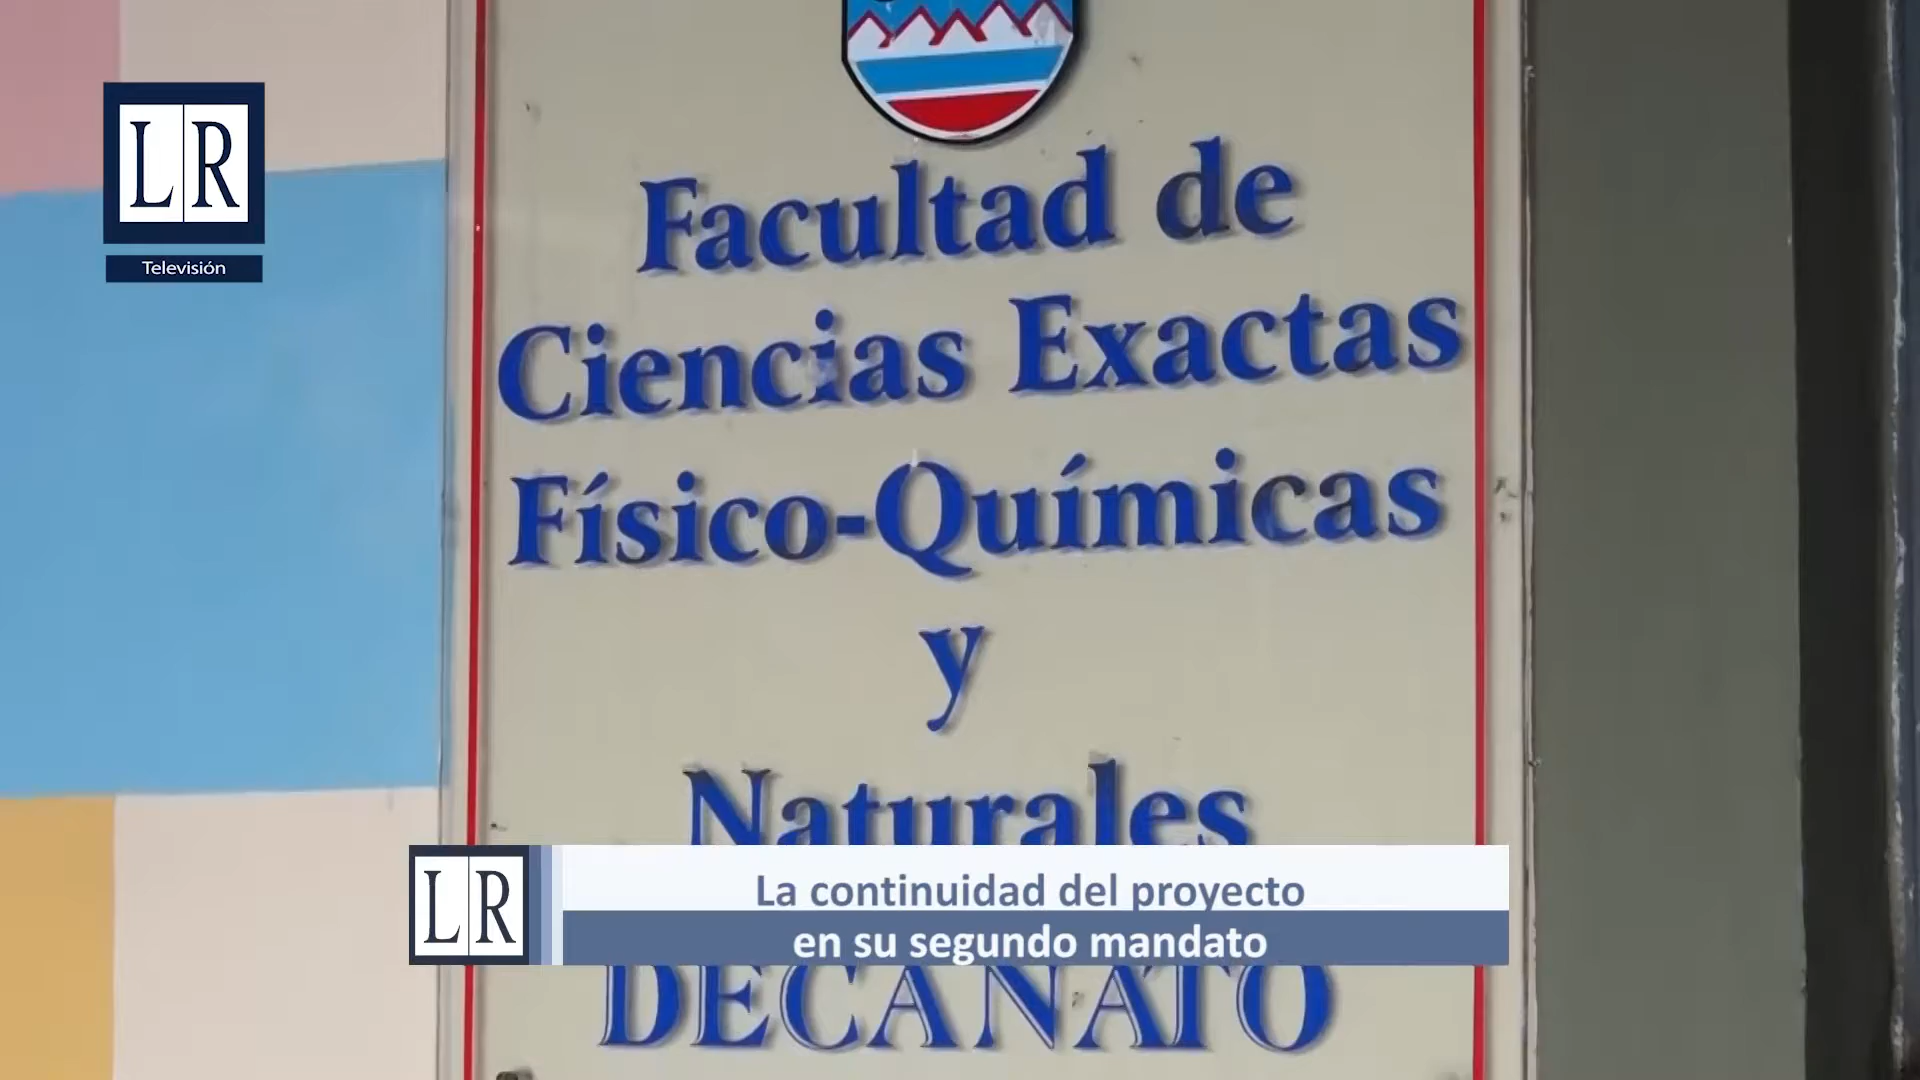 LR
Televisión
Facultad de
Ciencias Exactas
Físico-Químicas
y
Naturales
LR
La continuidad del proyecto
en su segundo mandato
DECANATO